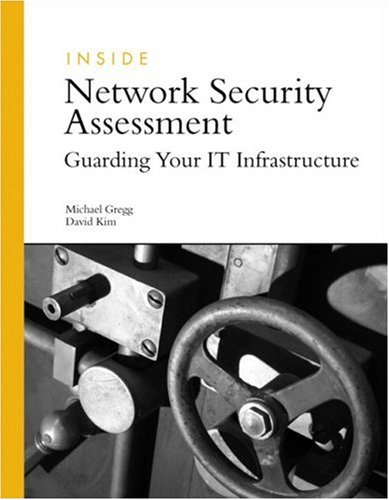 INSIDE
Network Security
Assessment
Guarding Your IT Infrastructure
Michael Gregg
David Kim